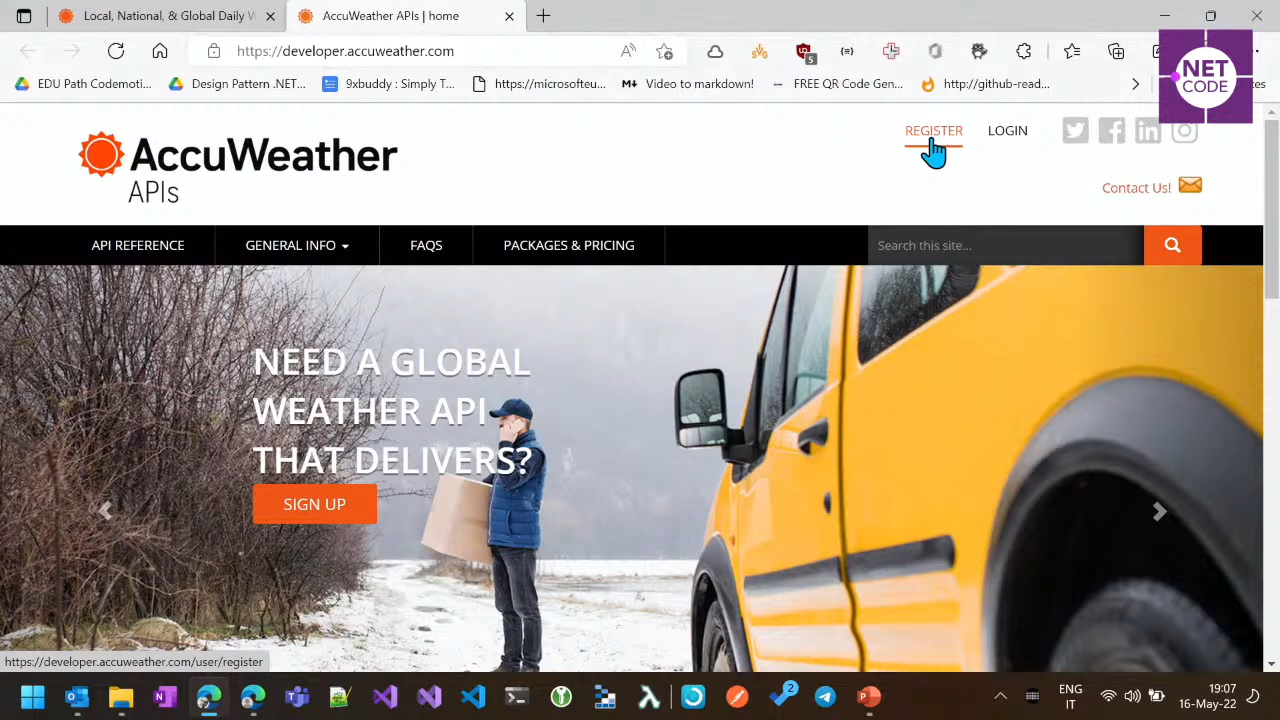 Local, National, & Global Daily W
AccuWeather APIs | home
https://developer.accuweather.com
5
EDU Path Codemoti...
Design Pattern .NET...
9xbuddy : Simply T...
https://microsofteu...
Video to markdown!
FREE QR Code Gen...
http://github-read...
NET
CODE
REGISTER
LOGIN
Contact Us!
AccuWeather
APIs
API REFERENCE
GENERAL INFO
FAQS
PACKAGES & PRICING
Search this site...
NEED A GLOBAL
WEATHER API
THAT DELIVERS?
SIGN UP
https://developer.accuweather.com/user/register
2
ENG
IT
19:07
16-May-22